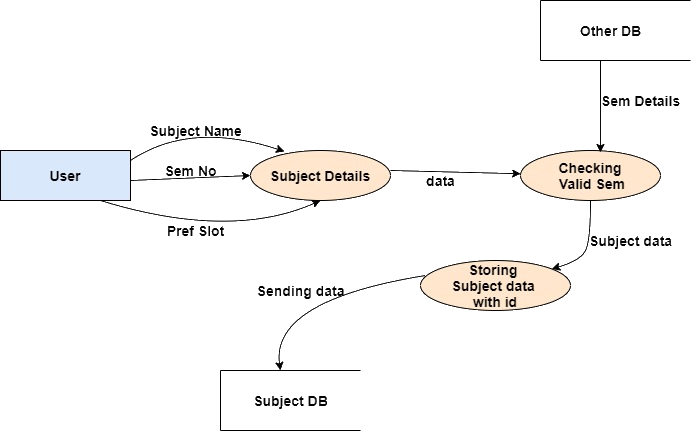 Other DB
Sem Details
Subject Name
User
Sem No
Subject Details
data
Checking
Valid Sem
Pref Slot
Subject data
Storing
Subject data
with id
Sending data
Subject DB